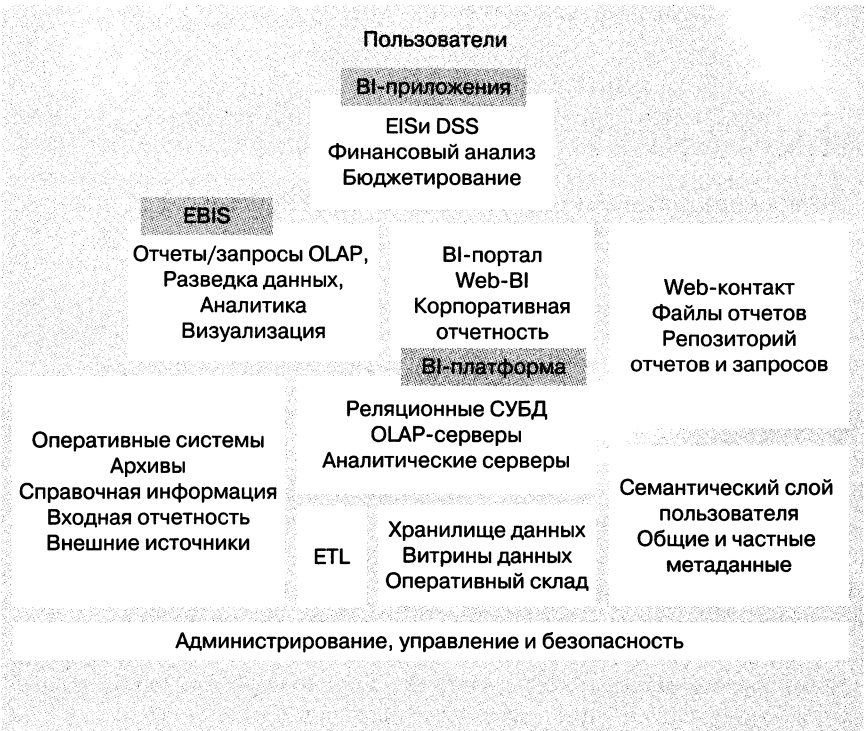 Пользователи
BI-приложения
EISи DSS
Финансовый анализ
Бюджетирование
EBIS
Отчеты/запросы OLAP,
Разведка данных,
Аналитика
Визуализация
BI-портал
Web-BI
Корпоративная
отчетность
Web-контакт
Файлы отчетов
Репозиторий
отчетов и запросов
BI-платформа
Реляционные СУБД
OLAP-серверы
Аналитические серверы
Оперативные системы
Архивы
Справочная информация
Входная отчетность
Внешние источники
ETL
Хранилище данных
Витрины данных
Оперативный склад
Семантический слой
пользователя
Общие и частные
метаданные
Администрирование, управление и безопасность